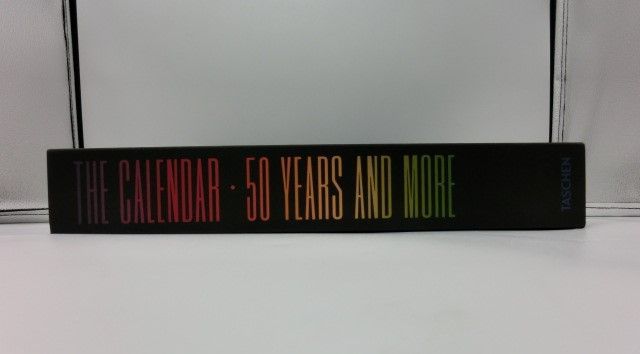 THE CALENDAR · 50 YEARS AND MORE
TASCHEN